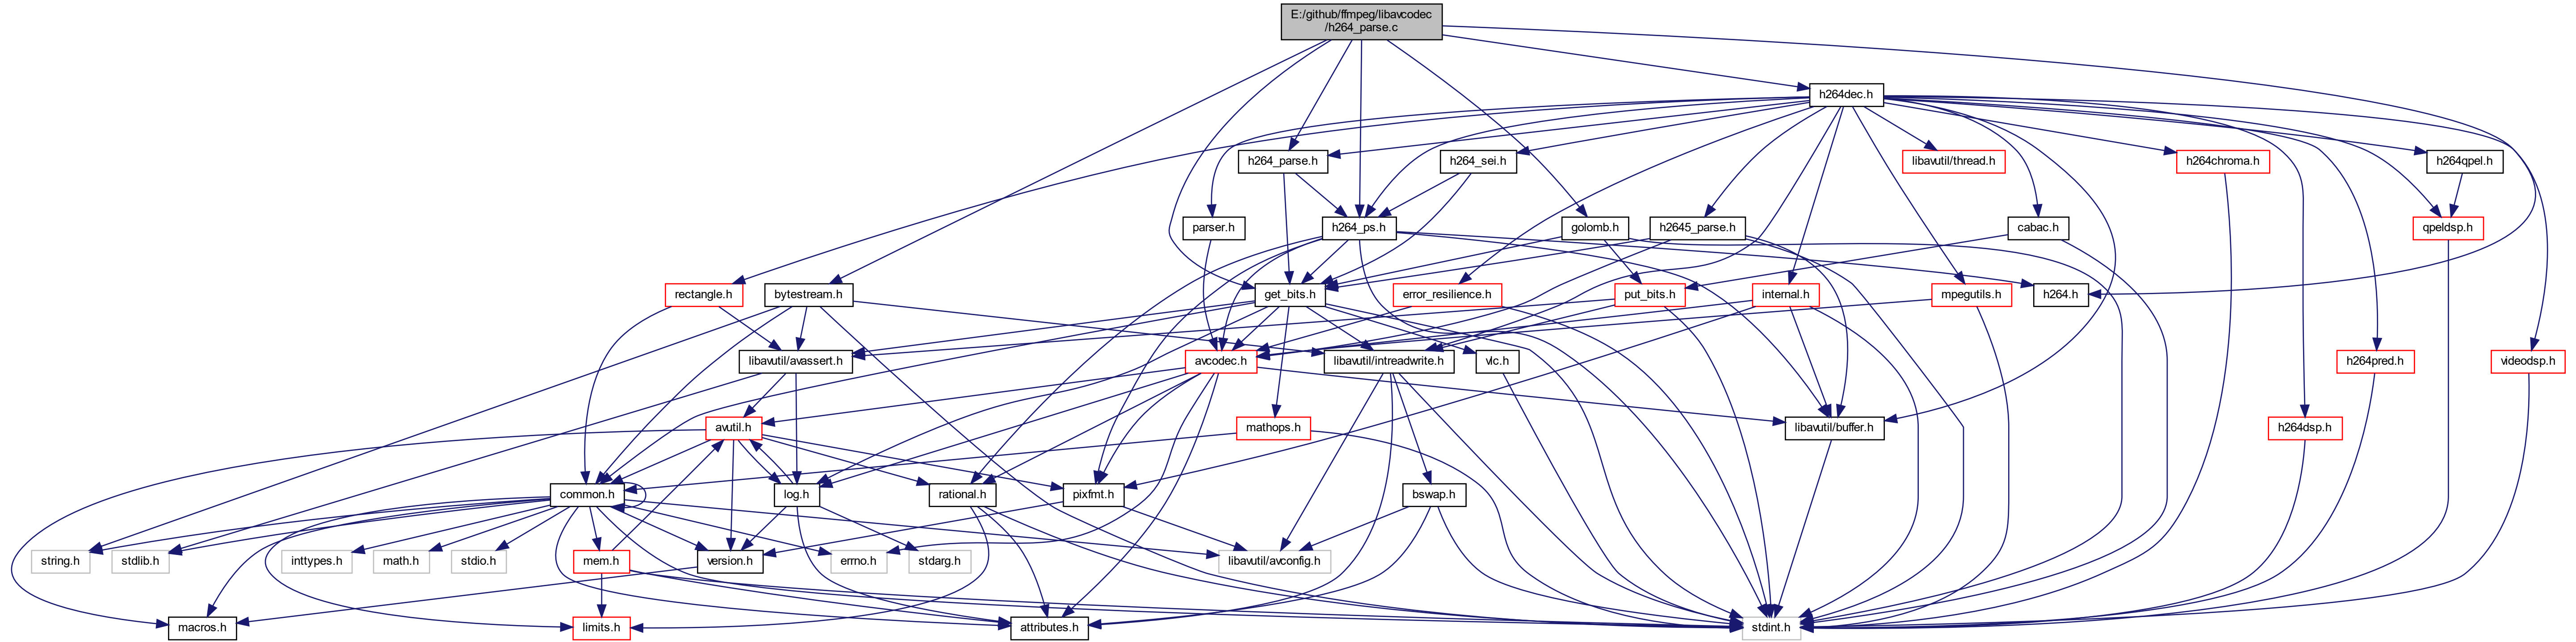 E:/github/ffmpeg/libavcodec
/h264_parse.c
h264dec.h
h264_parse.h
h264_sei.h
libavutil/thread.h
h264chroma.h
h264qpel.h
parser.h
h264_ps.h
golomb.h
h2645_parse.h
cabac.h
qpeldsp.h
rectangle.h
bytestream.h
get_bits.h
error_resilience.h
put_bits.h
internal.h
mpegutils.h
h264.h
libavutil/avassert.h
avcodec.h
libavutil/intreadwrite.h
vlc.h
h264pred.h
videodsp.h
avutil.h
mathops.h
libavutil/buffer.h
h264dsp.h
common.h
log.h
rational.h
pixfmt.h
bswap.h
string.h
stdlib.h
inttypes.h
math.h
stdio.h
mem.h
version.h
errno.h
stdarg.h
libavutil/avconfig.h
macros.h
limits.h
attributes.h
stdint.h